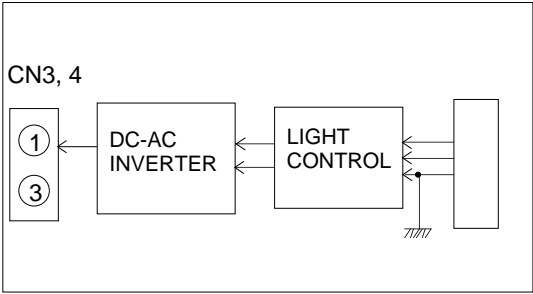 CN3, 4
1
3
DC-AC
INVERTER
LIGHT
CONTROL